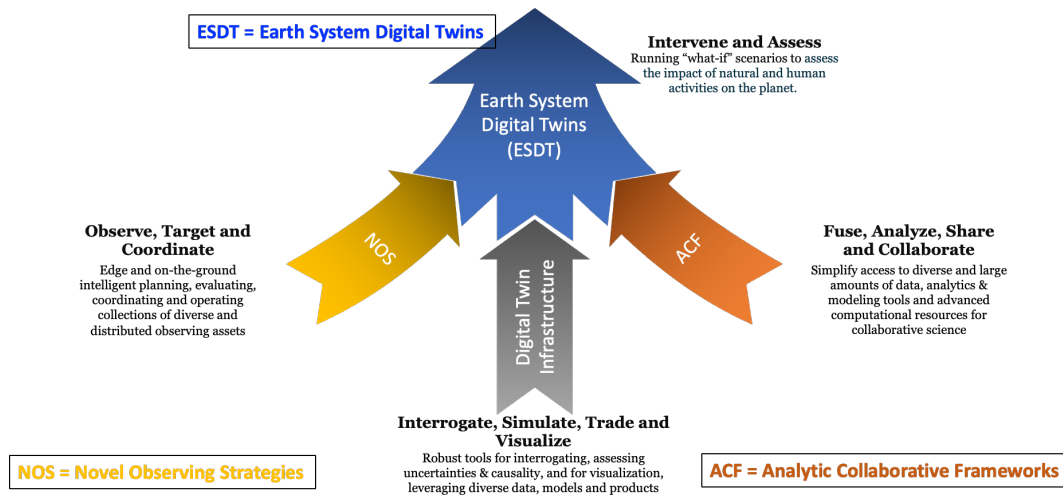 ESDT = Earth System Digital Twins
Intervene and Assess
Running “what-if” scenarios to assess
the impact of natural and human
activities on the planet.
Earth System
Digital Twins
(ESDT)
Observe, Target and
Coordinate
Edge and on-the-ground
intelligent planning, evaluating,
coordinating and operating
collections of diverse and
distributed observing assets
NOS
Digital Twin
Infrastructure
ACF
Fuse, Analyze, Share
and Collaborate
Simplify access to diverse and large
amounts of data, analytics &
modeling tools and advanced
computational resources for
collaborative science
Interrogate, Simulate, Trade and
Visualize
Robust tools for interrogating, assessing
uncertainties & causality, and for visualization,
leveraging diverse data, models and products
NOS = Novel Observing Strategies
ACF = Analytic Collaborative Frameworks